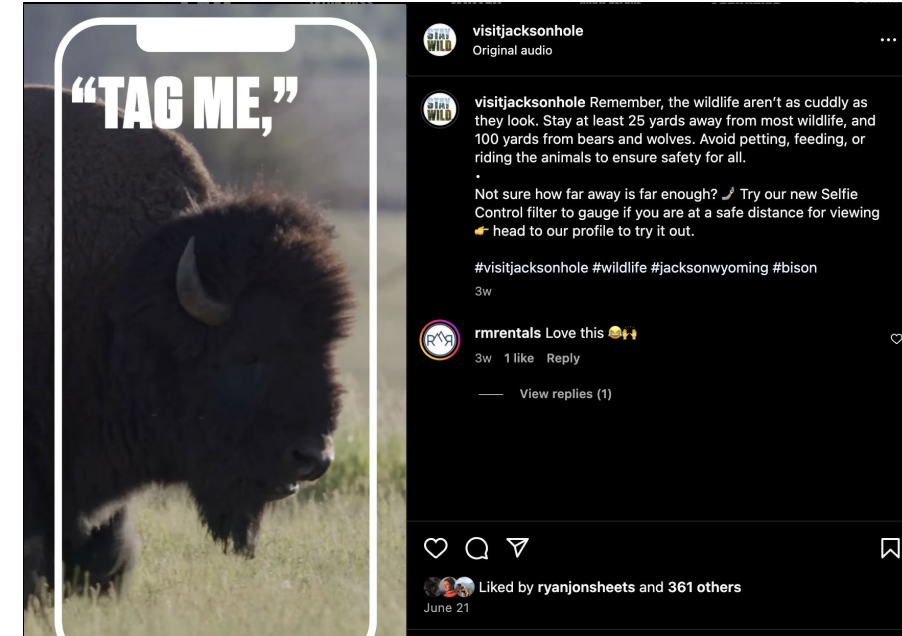 “TAG ME,”
STAY
WILD
visitjacksonhole
Original audio
STAY
WILD
visitjacksonhole Remember, the wildlife aren’t as cuddly as
they look. Stay at least 25 yards away from most wildlife, and
100 yards from bears and wolves. Avoid petting, feeding, or
riding the animals to ensure safety for all.
•
Not sure how far away is far enough? 🤳 Try our new Selfie
Control filter to gauge if you are at a safe distance for viewing
👉 head to our profile to try it out.
#visitjacksonhole #wildlife #jacksonwyoming #bison
3w
rmrentals Love this 😂🙌
3w 1 like Reply
View replies (1)
Liked by ryanjonsheets and 361 others
June 21